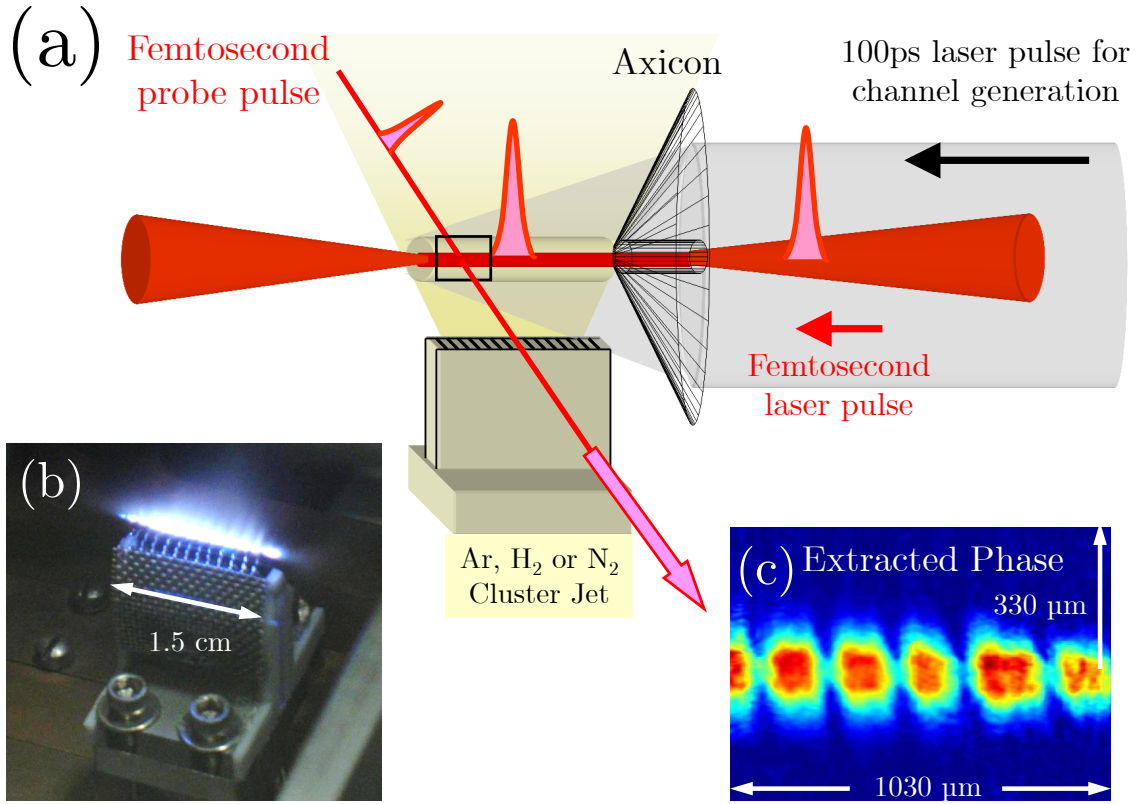 (a)
Femtosecond
probe pulse
Axicon
100ps laser pulse for
channel generation
Femtosecond
laser pulse
(b)
1.5 cm
Ar, H₂ or N₂
Cluster Jet
(c) Extracted Phase
330 µm
1030 µm